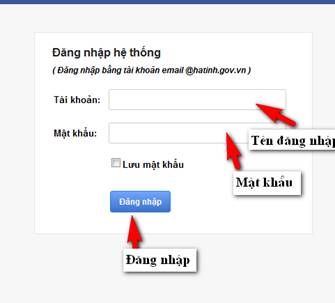 Đăng nhập hệ thống
( Đăng nhập bằng tài khoản email @hatinh.gov.vn )
Tài khoản:
Tên đăng nhập
Mật khẩu:
Mật khẩu
Lưu mật khẩu
Đăng nhập
Đăng nhập